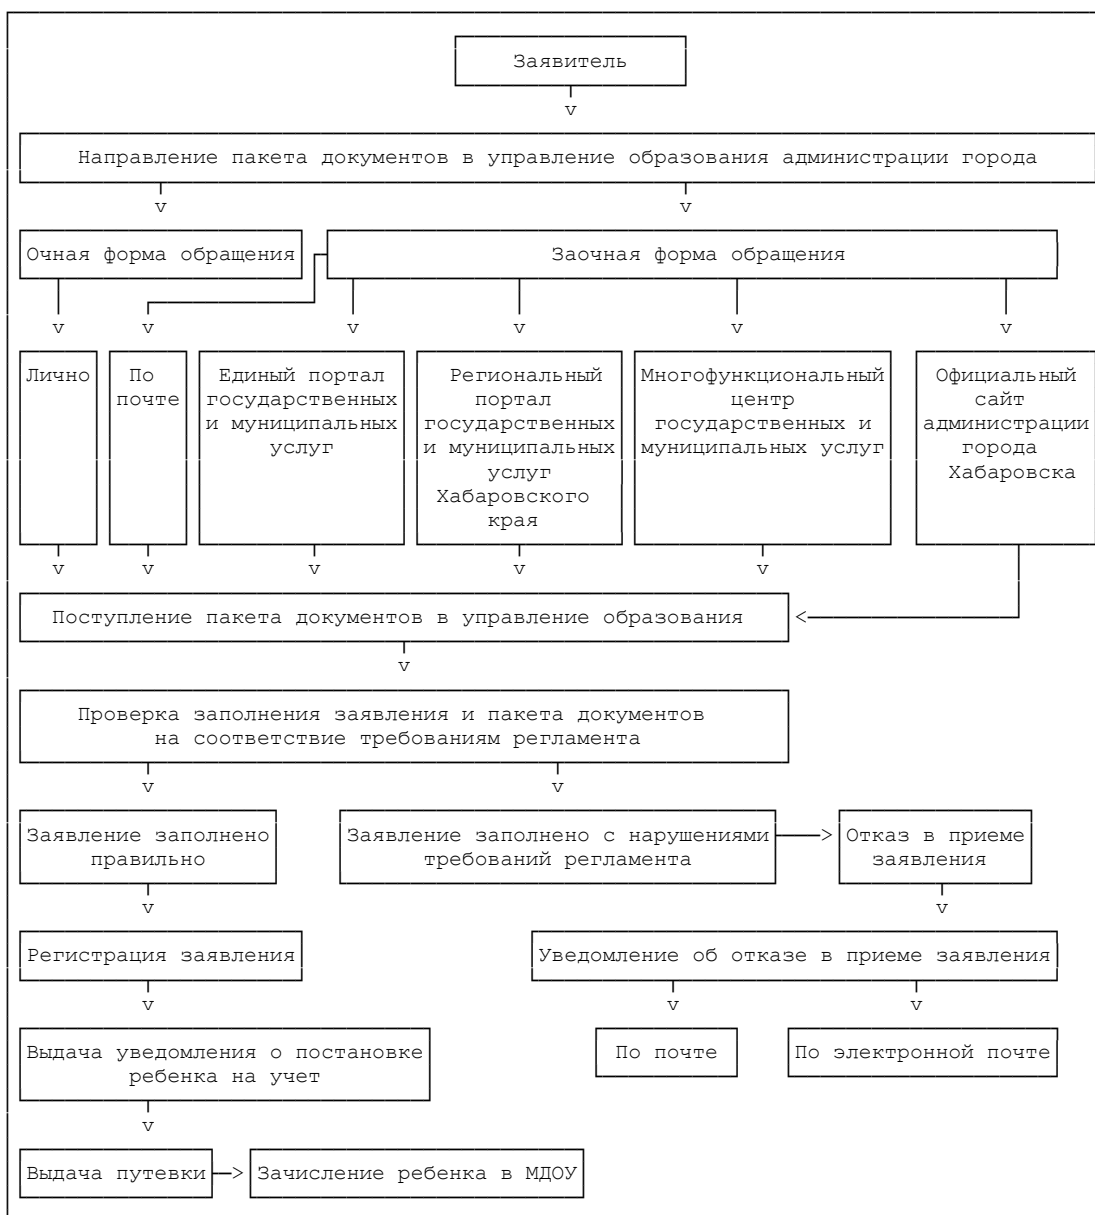 Заявитель
v
Направление пакета документов в управление образования администрации города
v v
Очная форма обращения
Заочная форма обращения
v v v v v v
Лично
По
почте
Единый портал
государственных
и муниципальных
услуг
Региональный
портал
государственных
и муниципальных
услуг
Хабаровского
края
Многофункциональный
центр
государственных и
муниципальных услуг
Официальный
сайт
администрации
города
Хабаровска
v v v v v
Поступление пакета документов в управление образования
<
v
Проверка заполнения заявления и пакета документов
на соответствие требованиям регламента
v v
Заявление заполнено
правильно
Заявление заполнено с нарушениями
требований регламента
>
Отказ в приеме
заявления
v v
Регистрация заявления
Уведомление об отказе в приеме заявления
v v v
Выдача уведомления о постановке
ребенка на учет
По почте
По электронной почте
v
Выдача путевки
>
Зачисление ребенка в МДОУ